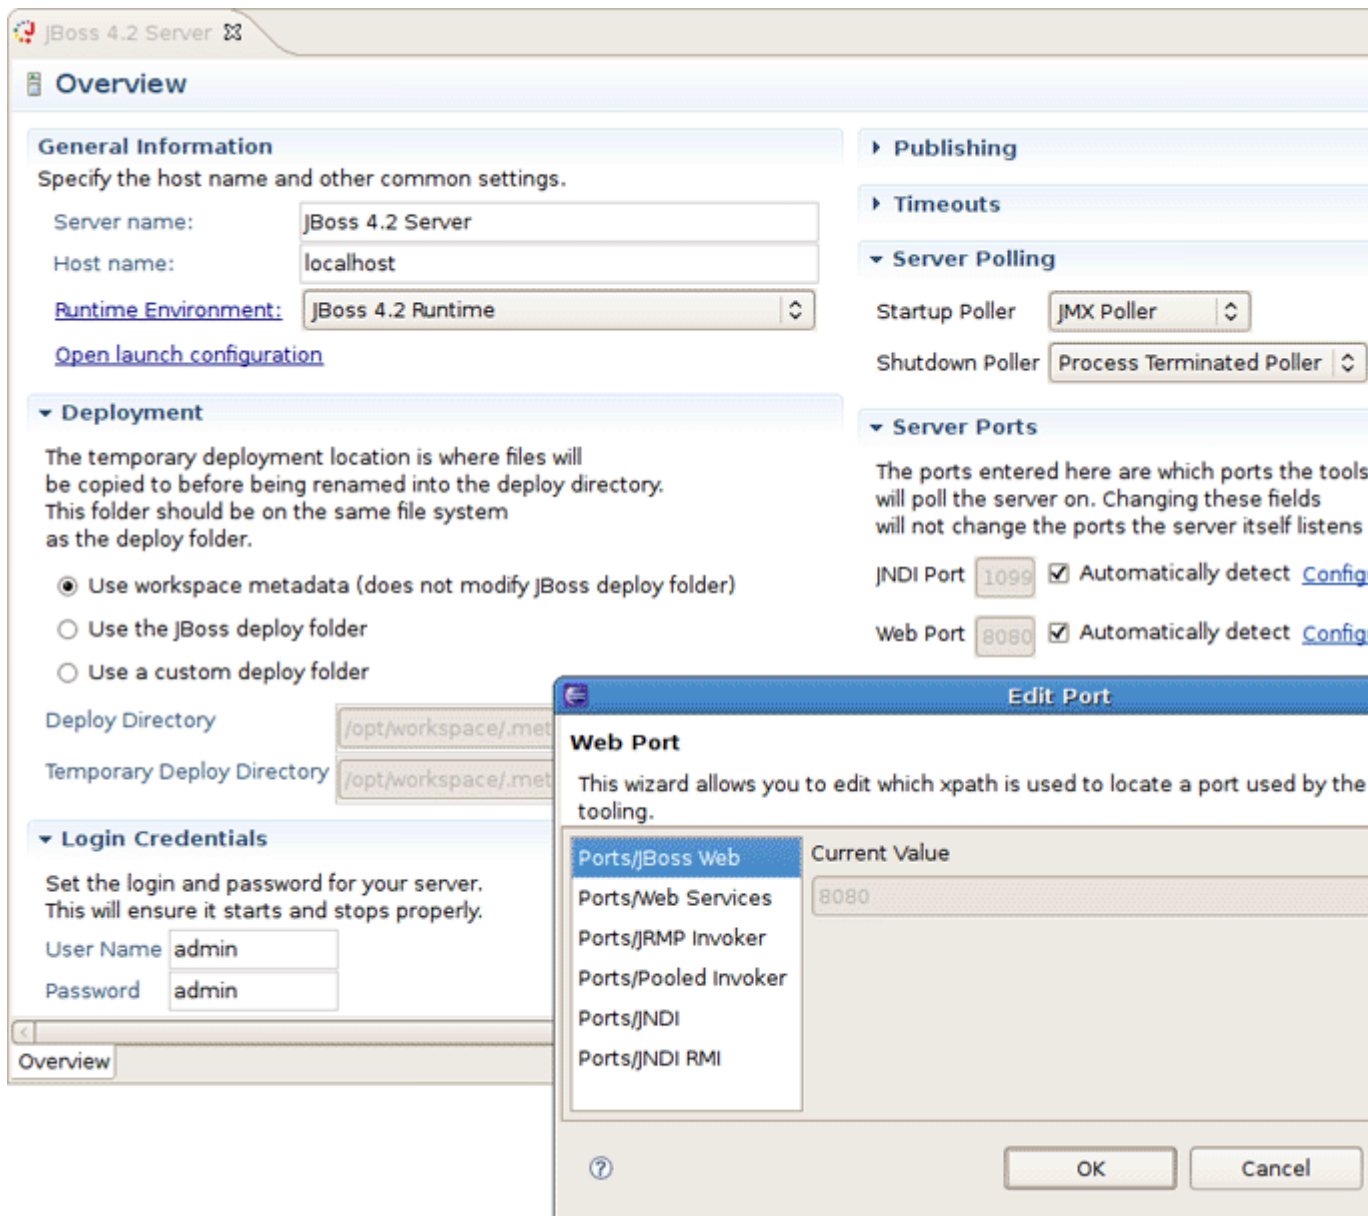 JBoss 4.2 Server
Overview
General Information
Specify the host name and other common settings.
Server name:
JBoss 4.2 Server
Host name:
localhost
Runtime Environment:
JBoss 4.2 Runtime
Open launch configuration
Deployment
The temporary deployment location is where files will
be copied to before being renamed into the deploy directory.
This folder should be on the same file system
as the deploy folder.
Use workspace metadata (does not modify JBoss deploy folder)
Use the JBoss deploy folder
Use a custom deploy folder
Deploy Directory
/opt/workspace/.met
Temporary Deploy Directory
/opt/workspace/.met
Login Credentials
Set the login and password for your server.
This will ensure it starts and stops properly.
User Name
admin
Password
admin
Overview
Publishing
Timeouts
Server Polling
Startup Poller
JMX Poller
Shutdown Poller
Process Terminated Poller
Server Ports
The ports entered here are which ports the tools
will poll the server on. Changing these fields
will not change the ports the server itself listens
JNDI Port
1099
Automatically detect
Config
Web Port
8080
Automatically detect
Config
Edit Port
Web Port
This wizard allows you to edit which xpath is used to locate a port used by the
tooling.
Ports/JBoss Web
Ports/Web Services
Ports/JRMP Invoker
Ports/Pooled Invoker
Ports/JNDI
Ports/JNDI RMI
Current Value
8080
OK
Cancel